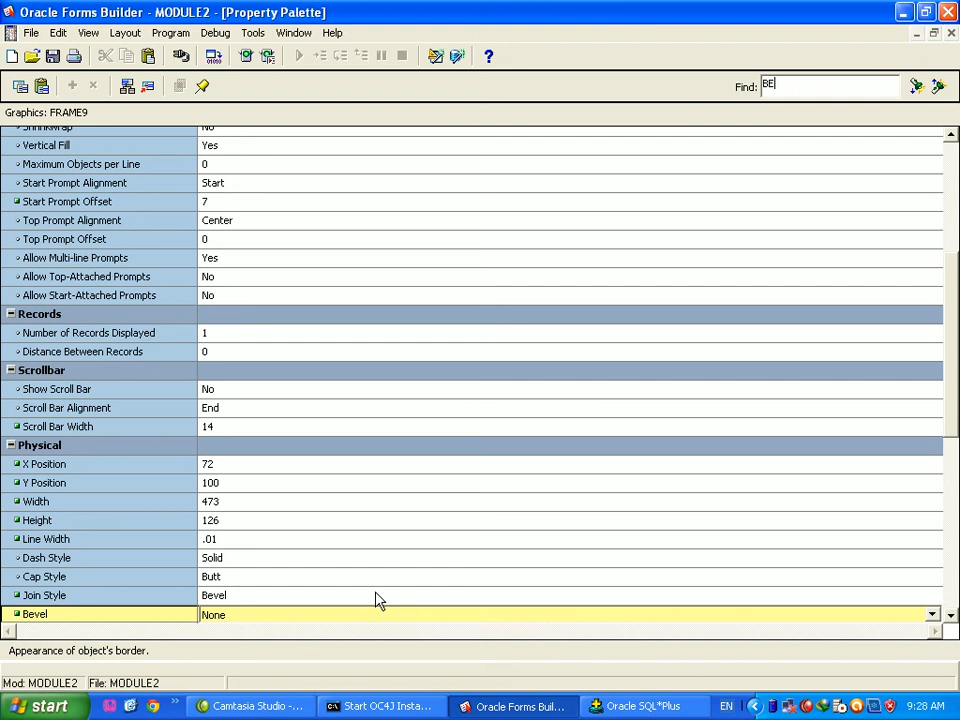 Oracle Forms Builder - MODULE2 - [Property Palette]
File Edit View Layout Program Debug Tools Window Help
Find: BE
Graphics: FRAME9
Shrinkwrap No
Vertical Fill Yes
Maximum Objects per Line 0
Start Prompt Alignment Start
Start Prompt Offset 7
Top Prompt Alignment Center
Top Prompt Offset 0
Allow Multi-line Prompts Yes
Allow Top-Attached Prompts No
Allow Start-Attached Prompts No
Records
Number of Records Displayed 1
Distance Between Records 0
Scrollbar
Show Scroll Bar No
Scroll Bar Alignment End
Scroll Bar Width 14
Physical
X Position 72
Y Position 100
Width 473
Height 126
Line Width .01
Dash Style Solid
Cap Style Butt
Join Style Bevel
Bevel None
Appearance of object's border.
Mod: MODULE2 File: MODULE2
start Camtasia Studio -... Start OC4J Insta... Oracle Forms Buil... Oracle SQL*Plus EN 9:28 AM